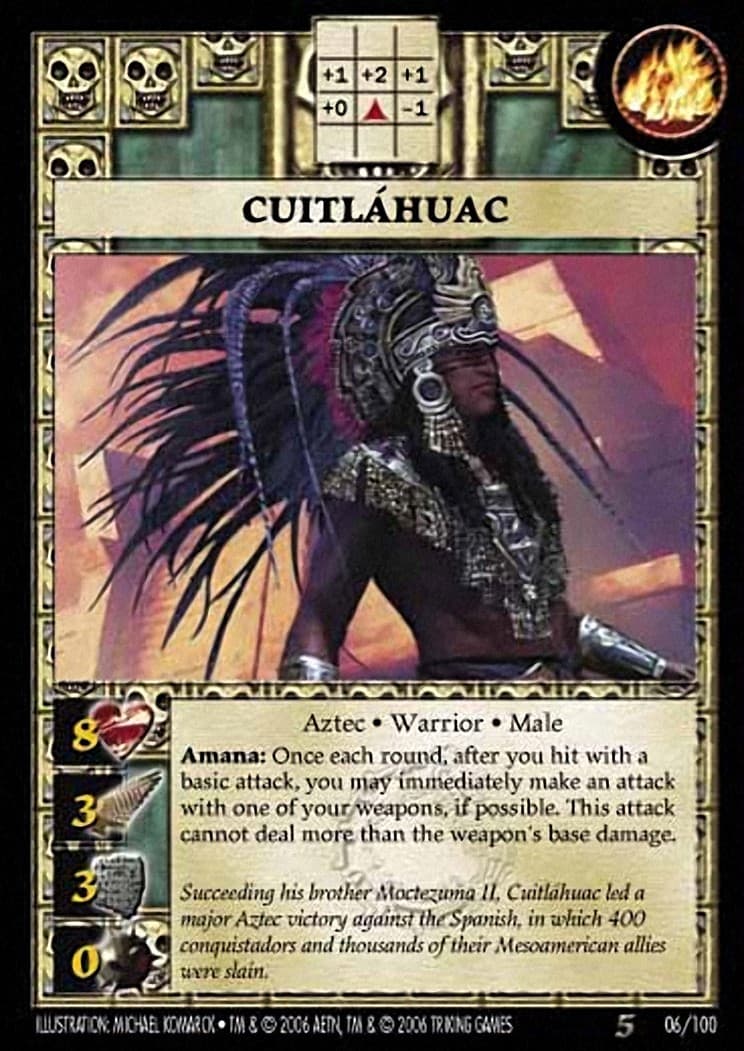 +1 +2 +1
+0 -1
CUITLÁHUAC
8
3
3
0
Aztec • Warrior • Male
Amana: Once each round, after you hit with a
basic attack, you may immediately make an attack
with one of your weapons, if possible. This attack
cannot deal more than the weapon's base damage.
Succeeding his brother Moctezuma II, Cuitláhuac led a
major Aztec victory against the Spanish, in which 400
conquistadors and thousands of their Mesoamerican allies
were slain.
ILLUSTRATION: MICHAEL KOMARCK • TM & © 2006 AETN, TM & © 2006 TRIKING GAMES
5 06/100